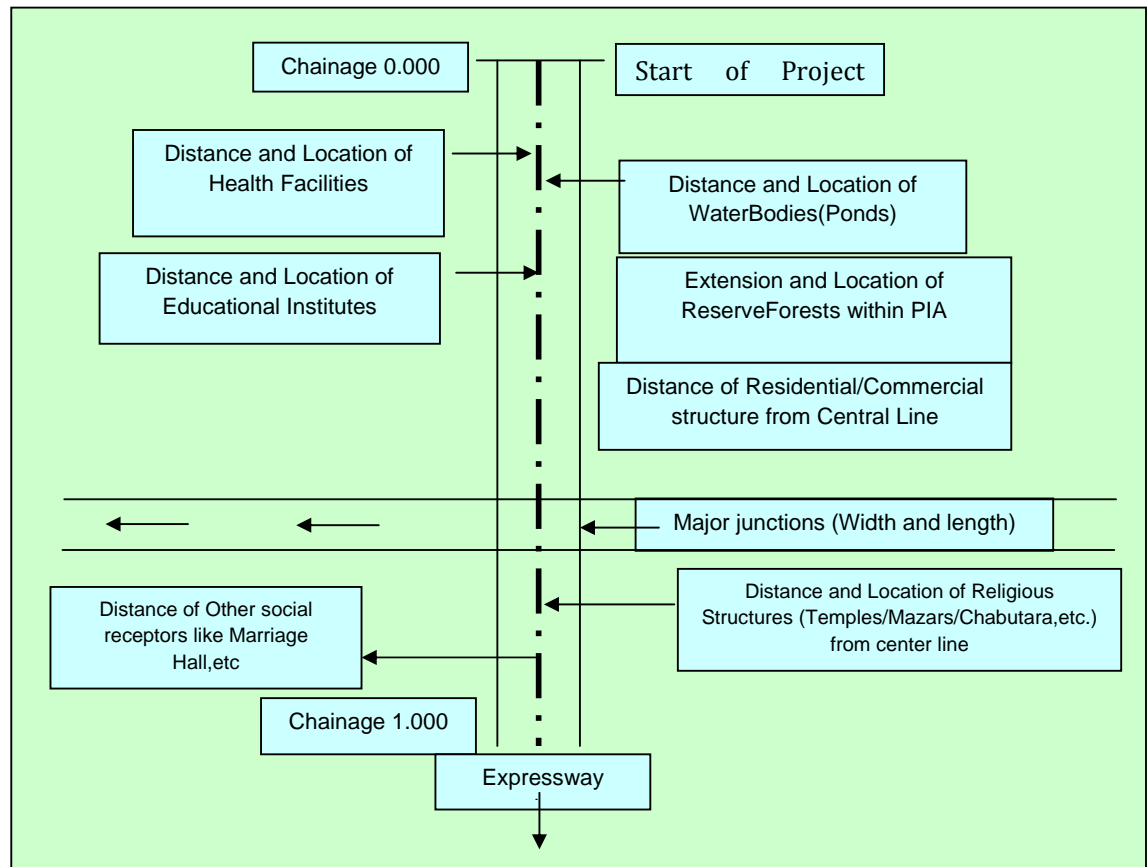 Chainage 0.000
Start of Project
Distance and Location of
Health Facilities
Distance and Location of
WaterBodies(Ponds)
Distance and Location of
Educational Institutes
Extension and Location of
ReserveForests within PIA
Distance of Residential/Commercial
structure from Central Line
Major junctions (Width and length)
Distance and Location of Religious
Structures (Temples/Mazars/Chabutara,etc.)
from center line
Distance of Other social
receptors like Marriage
Hall,etc
Chainage 1.000
Expressway